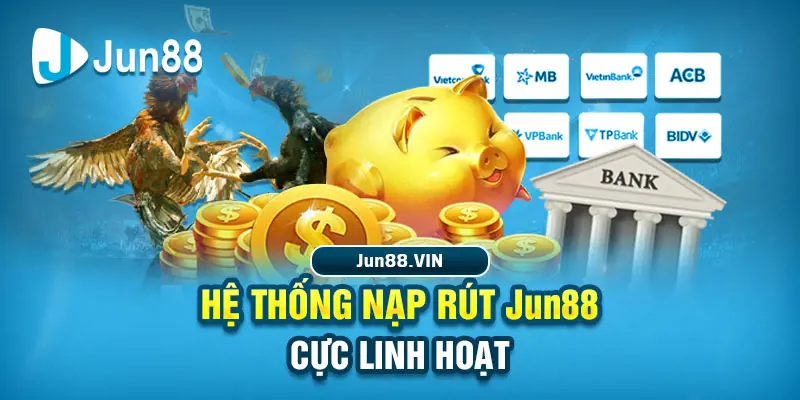 Jun88
Vietcombank
MB
VietinBank
ACB
VPBank
TPBank
BIDV
BANK
Jun88.VIN
HỆ THỐNG NẠP RÚT Jun88
CỰC LINH HOẠT